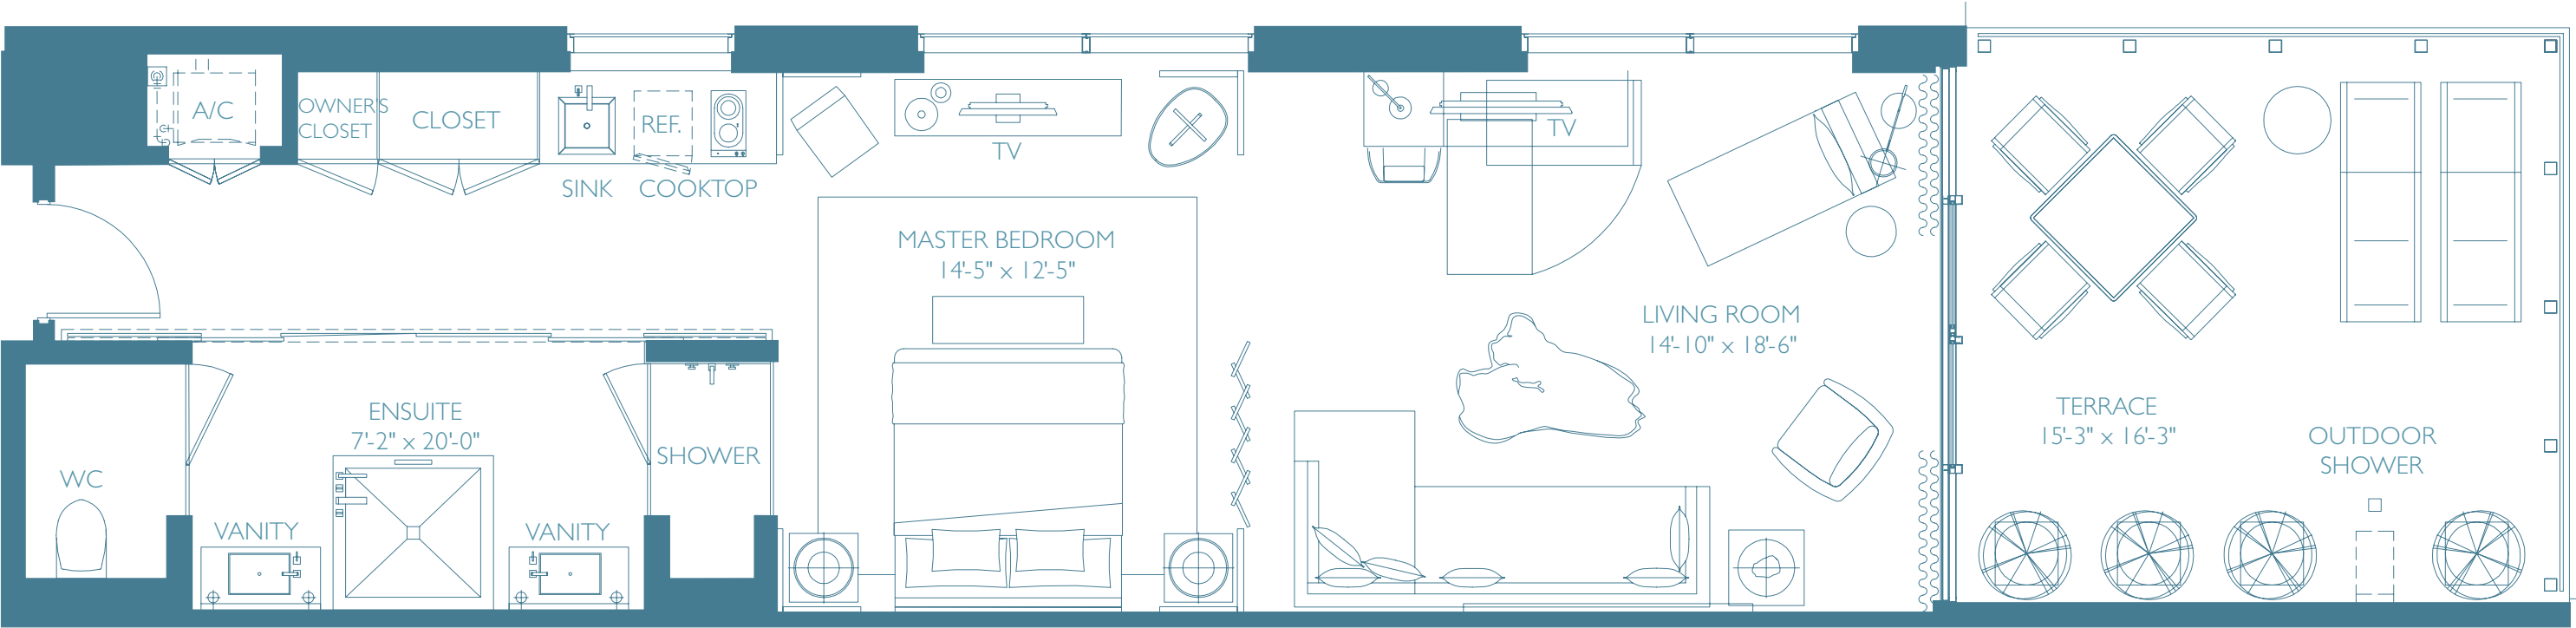 A/C
OWNER'S
CLOSET
CLOSET
SINK
REF.
COOKTOP
TV
TV
MASTER BEDROOM
14'-5" x 12'-5"
LIVING ROOM
14'-10" x 18'-6"
ENSUITE
7'-2" x 20'-0"
WC
VANITY
VANITY
SHOWER
TERRACE
15'-3" x 16'-3"
OUTDOOR
SHOWER